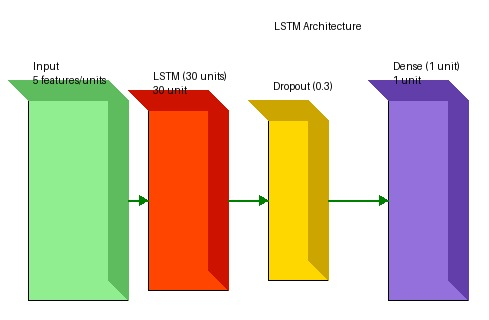 LSTM Architecture
Input
5 features/units
LSTM (30 units)
30 unit
Dropout (0.3)
Dense (1 unit)
1 unit